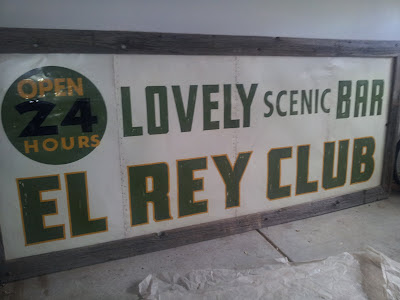 OPEN
24
HOURS
LOVELY SCENIC BAR
EL REY CLUB